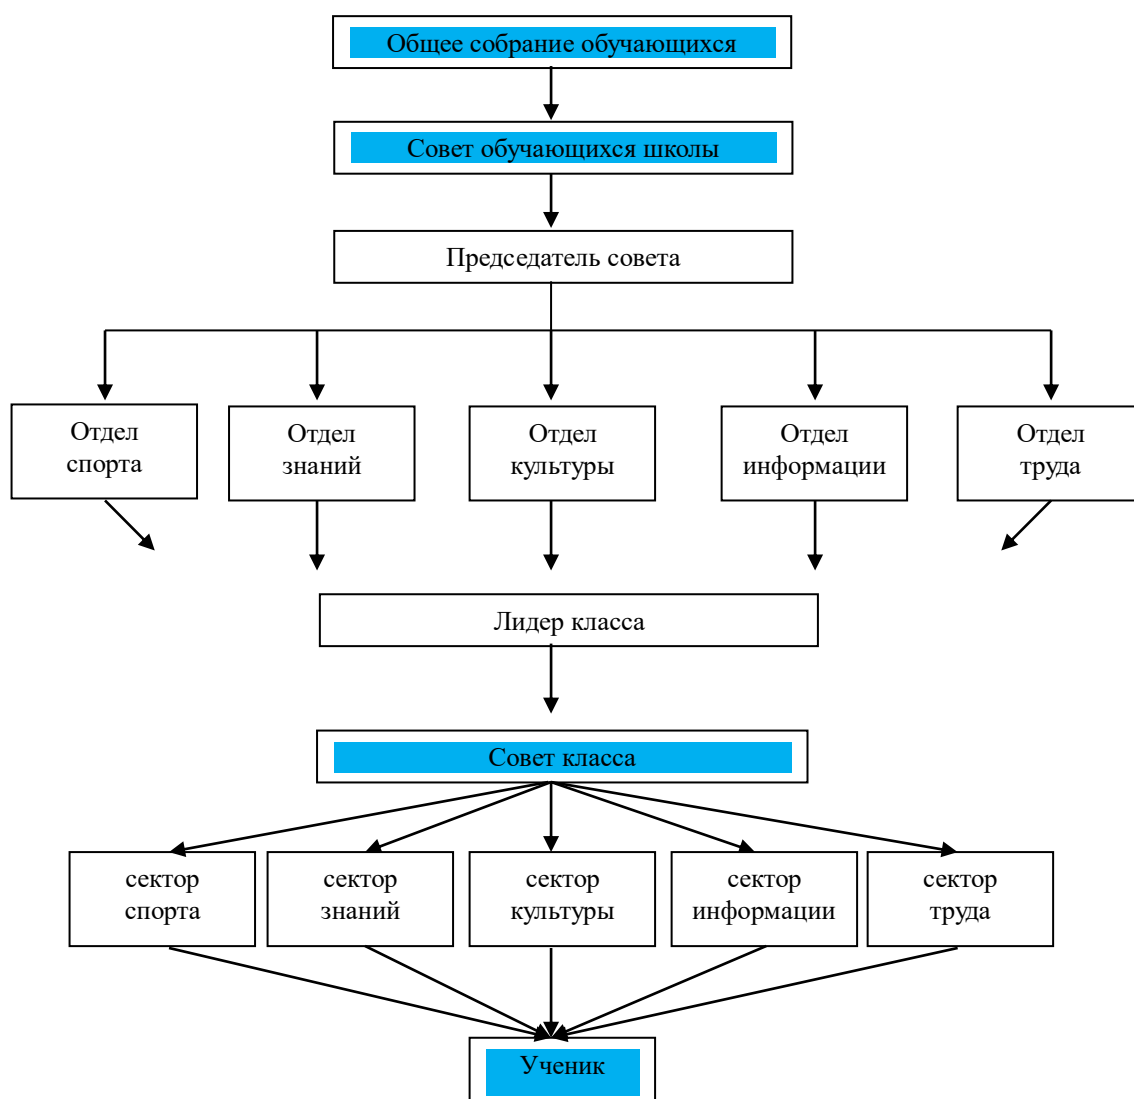 Общее собрание обучающихся
Совет обучающихся школы
Председатель совета
Отдел
спорта
Отдел
знаний
Отдел
культуры
Отдел
информации
Отдел
труда
Лидер класса
Совет класса
сектор
спорта
сектор
знаний
сектор
культуры
сектор
информации
сектор
труда
Ученик